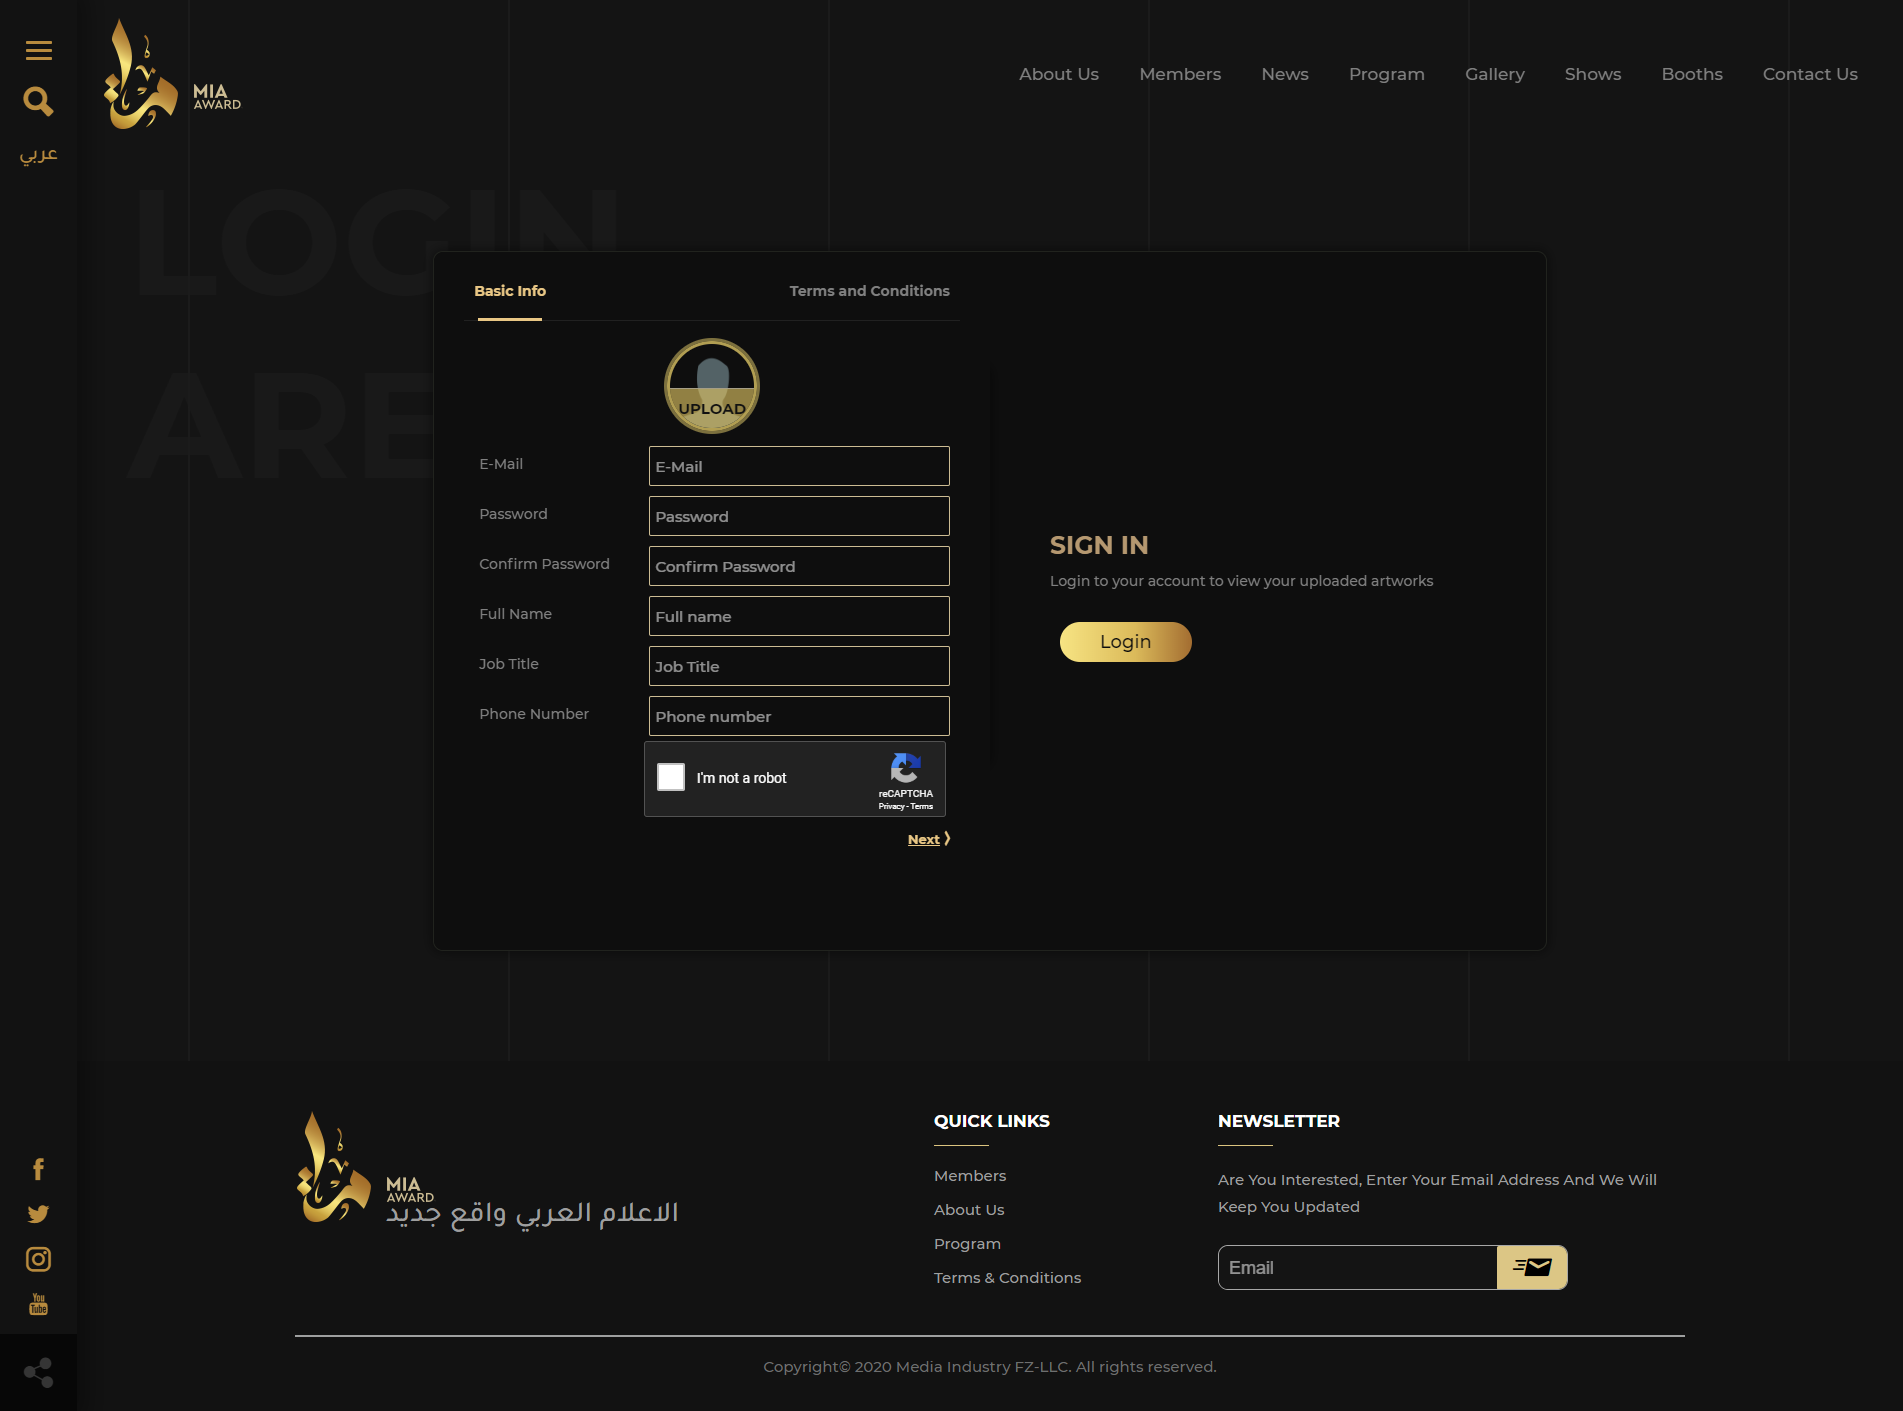 عربي
MIA
AWARD
About Us
Members
News
Program
Gallery
Shows
Booths
Contact Us
LOGIN
ARE
Basic Info
Terms and Conditions
UPLOAD
E-Mail
E-Mail
Password
Password
Confirm Password
Confirm Password
Full Name
Full name
Job Title
Job Title
Phone Number
Phone number
I'm not a robot
reCAPTCHA
Privacy - Terms
Next
SIGN IN
Login to your account to view your uploaded artworks
Login
MIA
AWARD
الاعلام العربي واقع جديد
QUICK LINKS
Members
About Us
Program
Terms & Conditions
NEWSLETTER
Are You Interested, Enter Your Email Address And We Will
Keep You Updated
Email
You
Tube
Copyright© 2020 Media Industry FZ-LLC. All rights reserved.